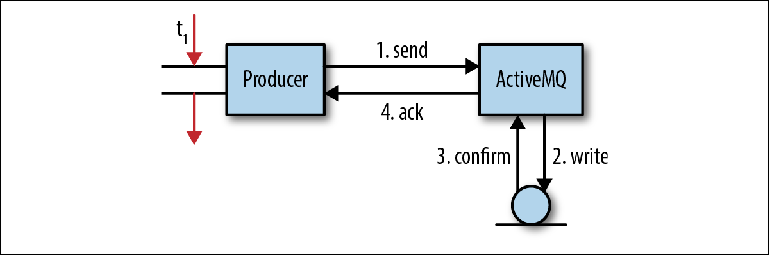 t1
Producer
1. send
ActiveMQ
4. ack
3. confirm
2. write